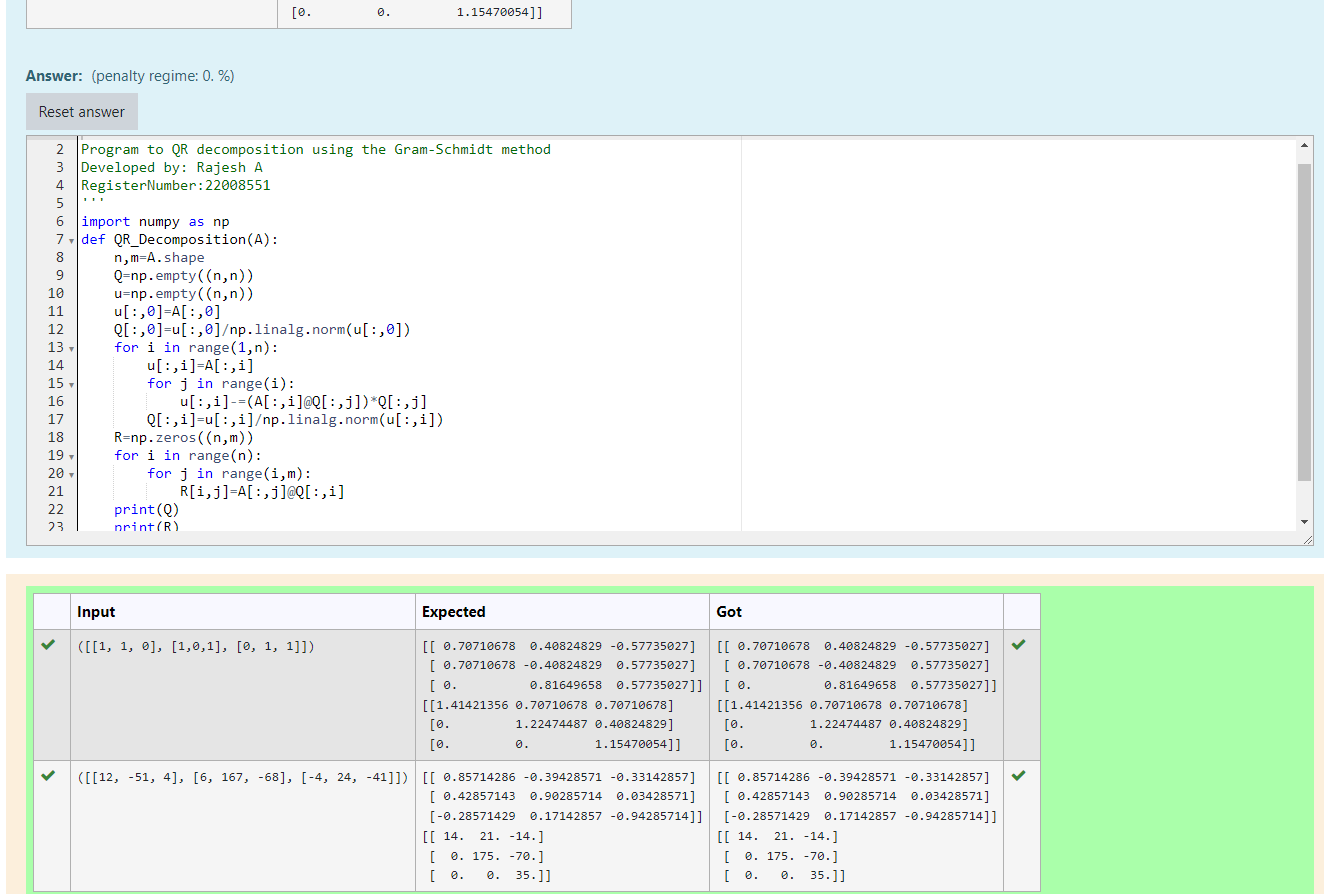 [0.         0.         1.15470054]]
Answer:  (penalty regime: 0. %)
Reset answer
2 Program to QR decomposition using the Gram-Schmidt method
3 Developed by: Rajesh A
4 RegisterNumber:22008551
5 '''
6 import numpy as np
7 def QR_Decomposition(A):
8     n,m=A.shape
9     Q=np.empty((n,n))
10     u=np.empty((n,n))
11     u[:,0]=A[:,0]
12     Q[:,0]=u[:,0]/np.linalg.norm(u[:,0])
13     for i in range(1,n):
14         u[:,i]=A[:,i]
15         for j in range(i):
16             u[:,i]-=(A[:,i]@Q[:,j])*Q[:,j]
17         Q[:,i]=u[:,i]/np.linalg.norm(u[:,i])
18     R=np.zeros((n,m))
19     for i in range(n):
20         for j in range(i,m):
21             R[i,j]=A[:,j]@Q[:,i]
22     print(Q)
23     print(R)
Input Expected Got
([[1, 1, 0], [1,0,1], [0, 1, 1]]) [[ 0.70710678  0.40824829 -0.57735027] [[ 0.70710678  0.40824829 -0.57735027]
[ 0.70710678 -0.40824829  0.57735027] [ 0.70710678 -0.40824829  0.57735027]
[ 0.          0.81649658  0.57735027]] [ 0.          0.81649658  0.57735027]]
[[1.41421356 0.70710678 0.70710678] [[1.41421356 0.70710678 0.70710678]
[0.         1.22474487 0.40824829] [0.         1.22474487 0.40824829]
[0.         0.         1.15470054]] [0.         0.         1.15470054]]
([[12, -51, 4], [6, 167, -68], [-4, 24, -41]]) [[ 0.85714286 -0.39428571 -0.33142857] [[ 0.85714286 -0.39428571 -0.33142857]
[ 0.42857143  0.90285714  0.03428571] [ 0.42857143  0.90285714  0.03428571]
[-0.28571429  0.17142857 -0.94285714]] [-0.28571429  0.17142857 -0.94285714]]
[[ 14.  21. -14.] [[ 14.  21. -14.]
[  0. 175. -70.] [  0. 175. -70.]
[  0.   0.  35.]] [  0.   0.  35.]]